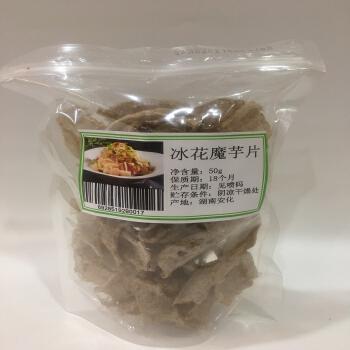 冰花魔芋片
净含量：50g
保质期：18个月
生产日期：见喷码
贮存条件：阴凉干燥处
产地：湖南安化
6928519280017